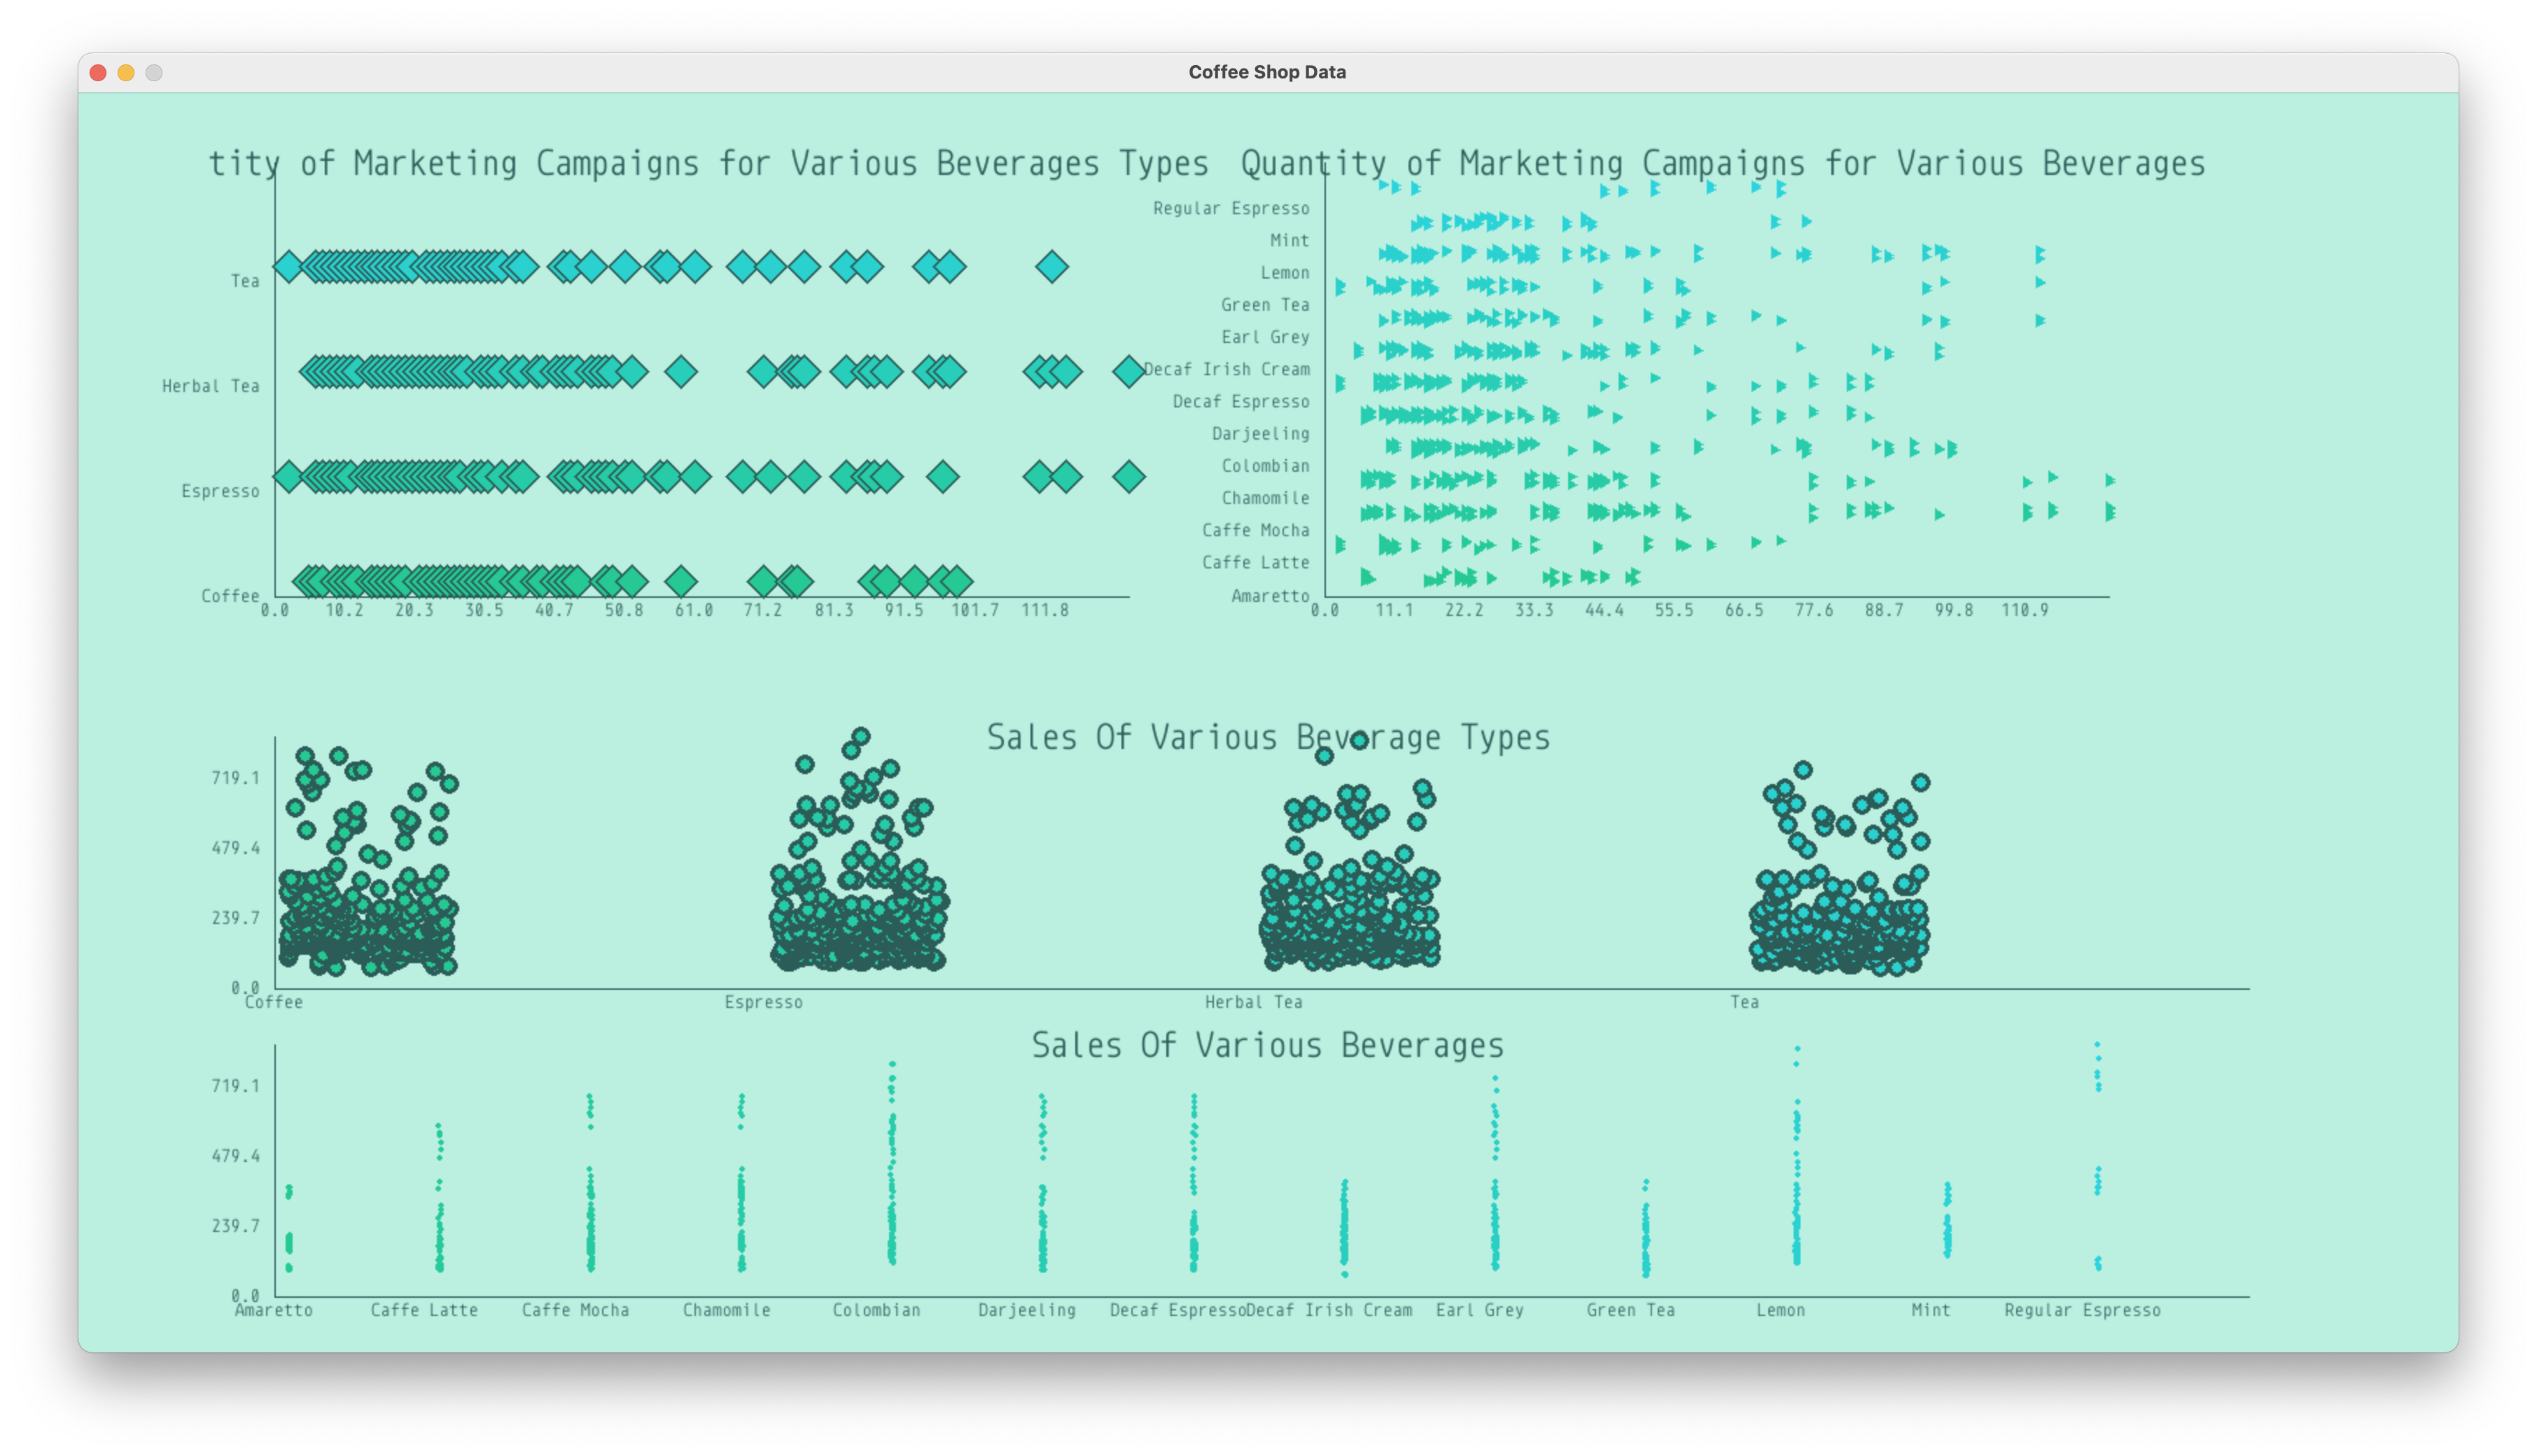 Coffee Shop Data
tity of Marketing Campaigns for Various Beverages Types
Tea
Herbal Tea
Espresso
Coffee
0.0 10.2 20.3 30.5 40.7 50.8 61.0 71.2 81.3 91.5 101.7 111.8
Quantity of Marketing Campaigns for Various Beverages
Regular Espresso
Mint
Lemon
Green Tea
Earl Grey
Decaf Irish Cream
Decaf Espresso
Darjeeling
Colombian
Chamomile
Caffe Mocha
Caffe Latte
Amaretto
0.0 11.1 22.2 33.3 44.4 55.5 66.5 77.6 88.7 99.8 110.9
Sales Of Various Beverage Types
719.1
479.4
239.7
0.0
Coffee Espresso Herbal Tea Tea
Sales Of Various Beverages
719.1
479.4
239.7
0.0
Amaretto Caffe Latte Caffe Mocha Chamomile Colombian Darjeeling Decaf Espresso Decaf Irish Cream Earl Grey Green Tea Lemon Mint Regular Espresso